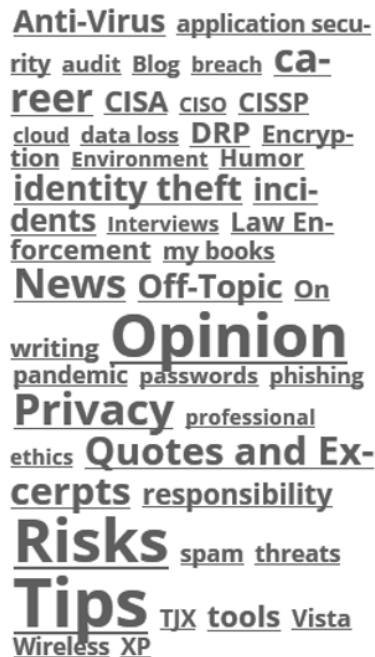 Anti-Virus application secu-
rity audit Blog breach ca-
reer CISA CISO CISSP
cloud data loss DRP Encryp-
tion Environment Humor
identity theft inci-
dents Interviews Law En-
forcement my books
News Off-Topic On
writing Opinion
pandemic passwords phishing
Privacy professional
ethics Quotes and Ex-
cerpts responsibility
Risks spam threats
Tips TJX tools Vista
Wireless XP